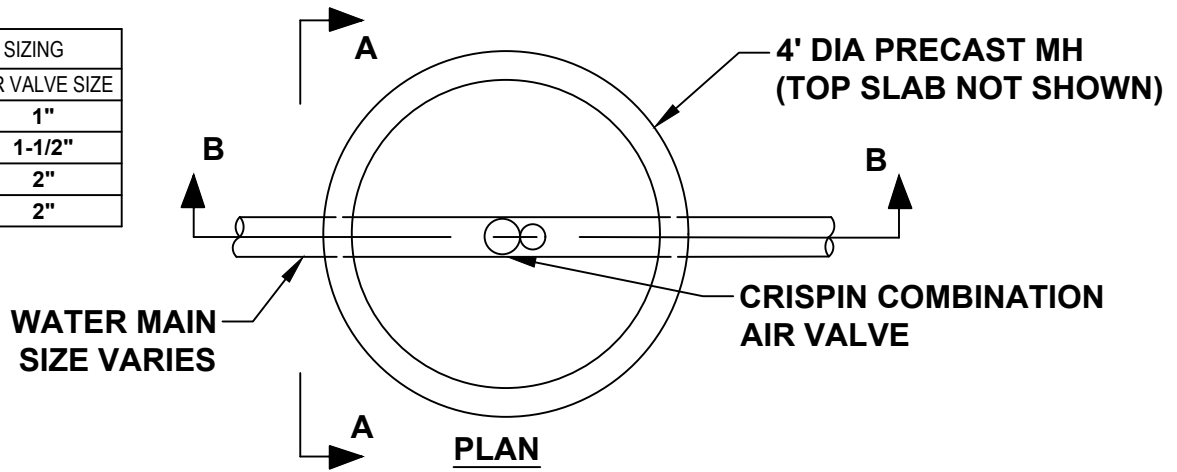 SIZING
VALVE SIZE
1"
1-1/2"
2"
2"
A
4' DIA PRECAST MH
(TOP SLAB NOT SHOWN)
B
B
WATER MAIN
SIZE VARIES
CRISPIN COMBINATION
AIR VALVE
A
PLAN